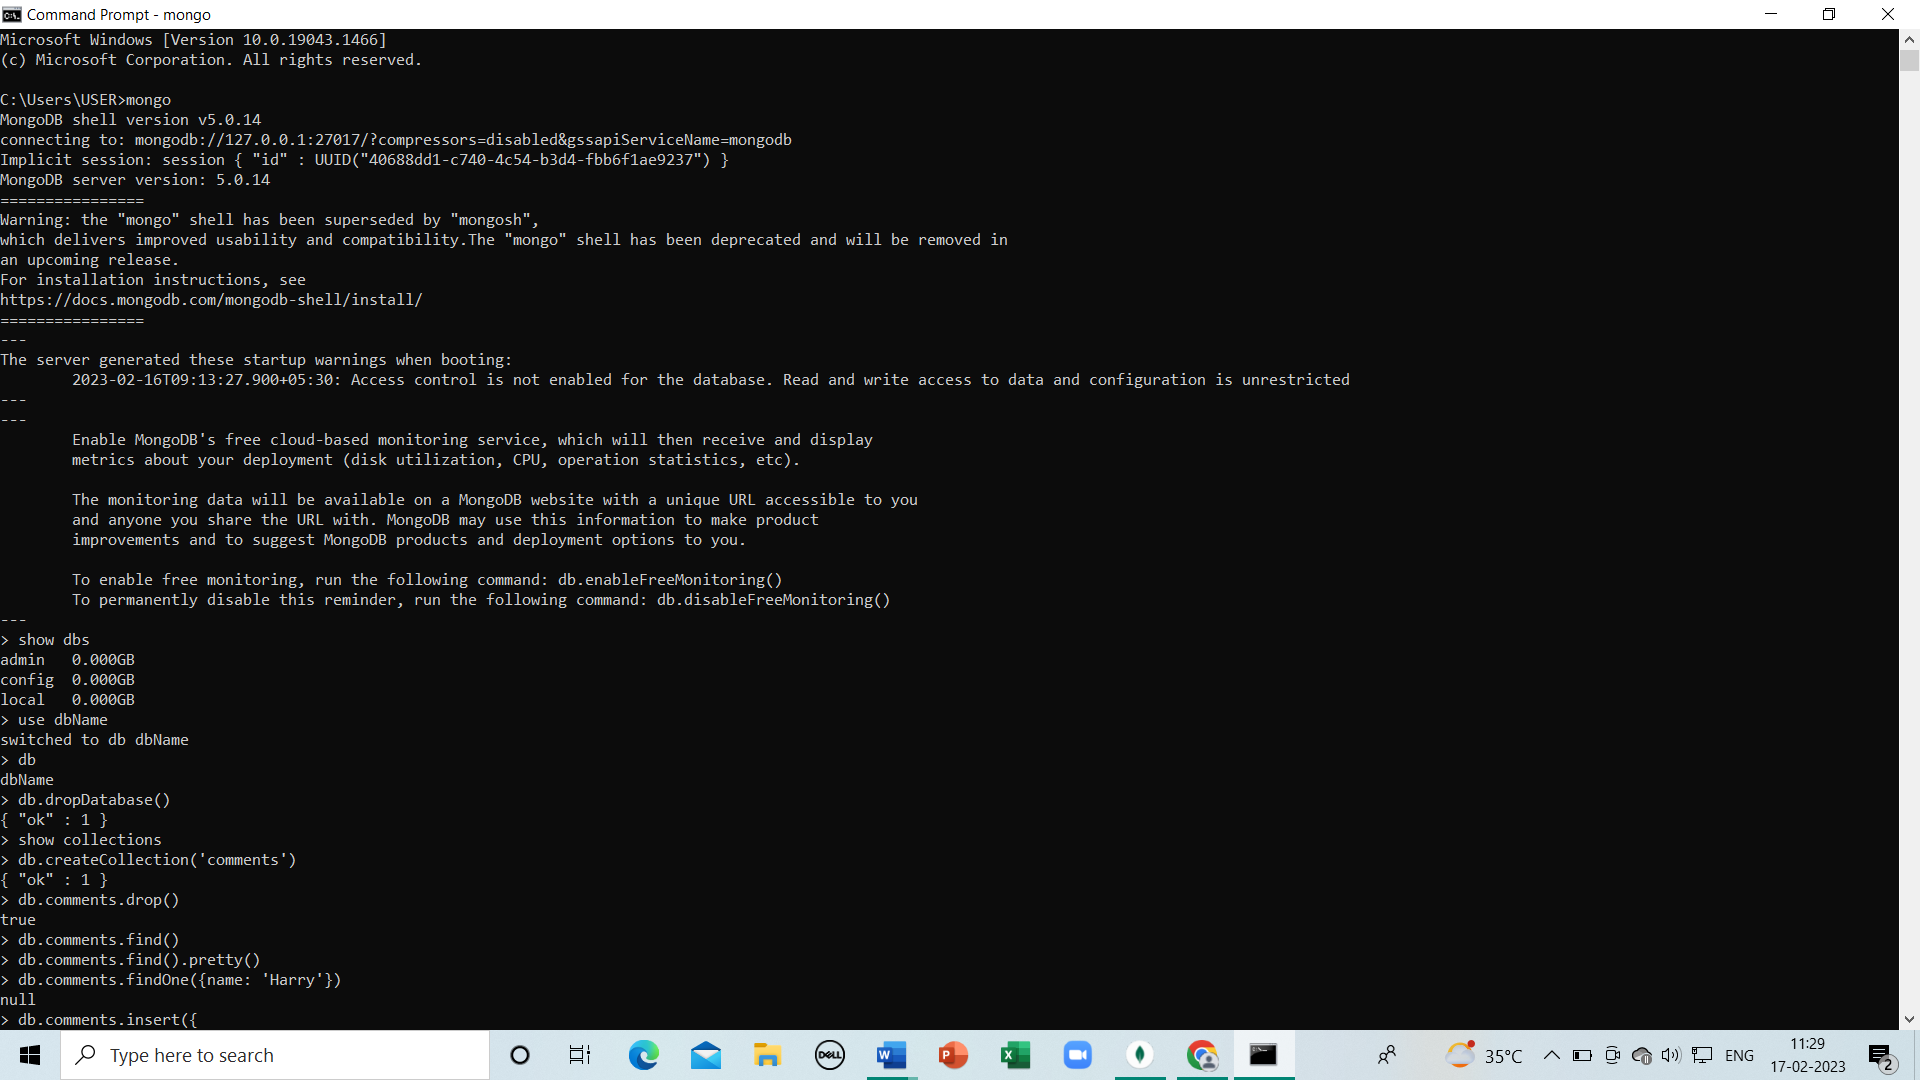 Command Prompt - mongo
Microsoft Windows [Version 10.0.19043.1466]
(c) Microsoft Corporation. All rights reserved.
C:\Users\USER>mongo
MongoDB shell version v5.0.14
connecting to: mongodb://127.0.0.1:27017/?compressors=disabled&gssapiServiceName=mongodb
Implicit session: session { "id" : UUID("40688dd1-c740-4c54-b3d4-fbb6f1ae9237") }
MongoDB server version: 5.0.14
================
Warning: the "mongo" shell has been superseded by "mongosh",
which delivers improved usability and compatibility.The "mongo" shell has been deprecated and will be removed in
an upcoming release.
For installation instructions, see
https://docs.mongodb.com/mongodb-shell/install/
================
---
The server generated these startup warnings when booting:
        2023-02-16T09:13:27.900+05:30: Access control is not enabled for the database. Read and write access to data and configuration is unrestricted
---
---
        Enable MongoDB's free cloud-based monitoring service, which will then receive and display
        metrics about your deployment (disk utilization, CPU, operation statistics, etc).
        The monitoring data will be available on a MongoDB website with a unique URL accessible to you
        and anyone you share the URL with. MongoDB may use this information to make product
        improvements and to suggest MongoDB products and deployment options to you.
        To enable free monitoring, run the following command: db.enableFreeMonitoring()
        To permanently disable this reminder, run the following command: db.disableFreeMonitoring()
---
> show dbs
admin   0.000GB
config  0.000GB
local   0.000GB
> use dbName
switched to db dbName
> db
dbName
> db.dropDatabase()
{ "ok" : 1 }
> show collections
> db.createCollection('comments')
{ "ok" : 1 }
> db.comments.drop()
true
> db.comments.find()
> db.comments.find().pretty()
> db.comments.findOne({name: 'Harry'})
null
> db.comments.insert({
Type here to search
DELL
W
P
X
35°C
ENG
11:29
17-02-2023
2